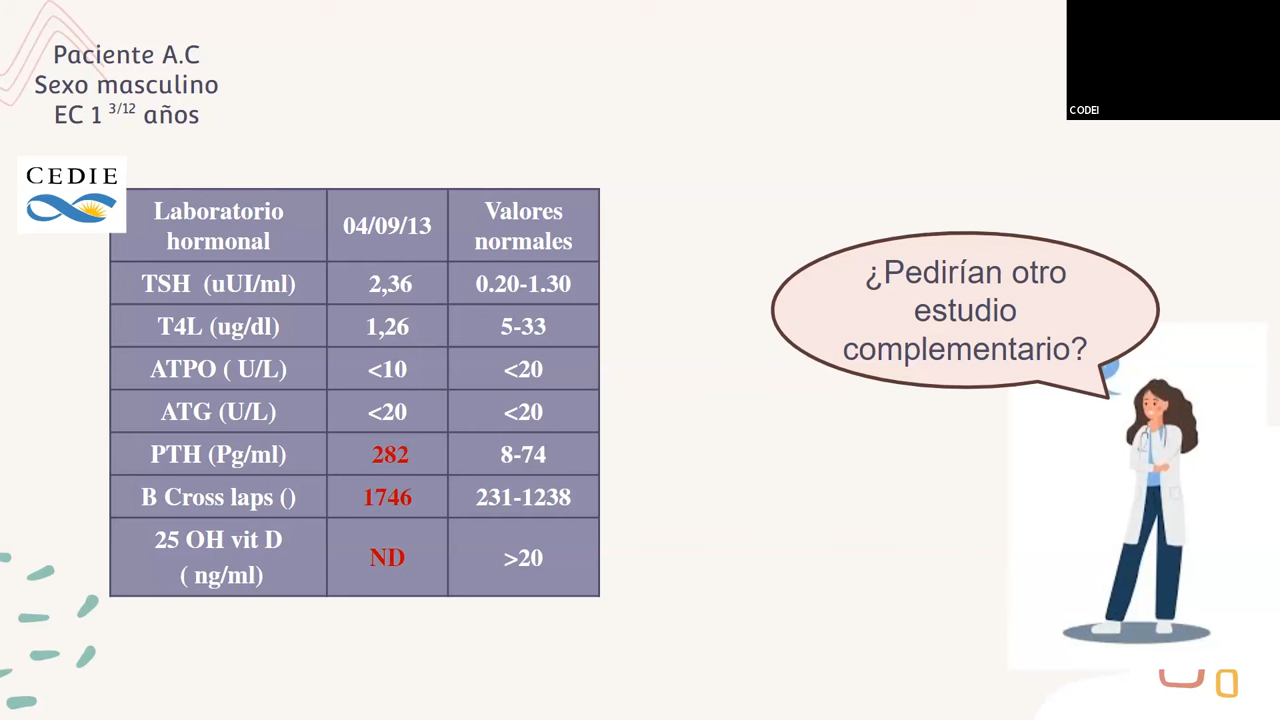 Paciente A.C
Sexo masculino
EC 1 3/12 años
CODEI
CEDIE
Laboratorio hormonal 04/09/13 Valores normales
TSH (uUI/ml) 2,36 0.20-1.30
T4L (ug/dl) 1,26 5-33
ATPO ( U/L) <10 <20
ATG (U/L) <20 <20
PTH (Pg/ml) 282 8-74
B Cross laps () 1746 231-1238
25 OH vit D ( ng/ml) ND >20
¿Pedirían otro
estudio
complementario?